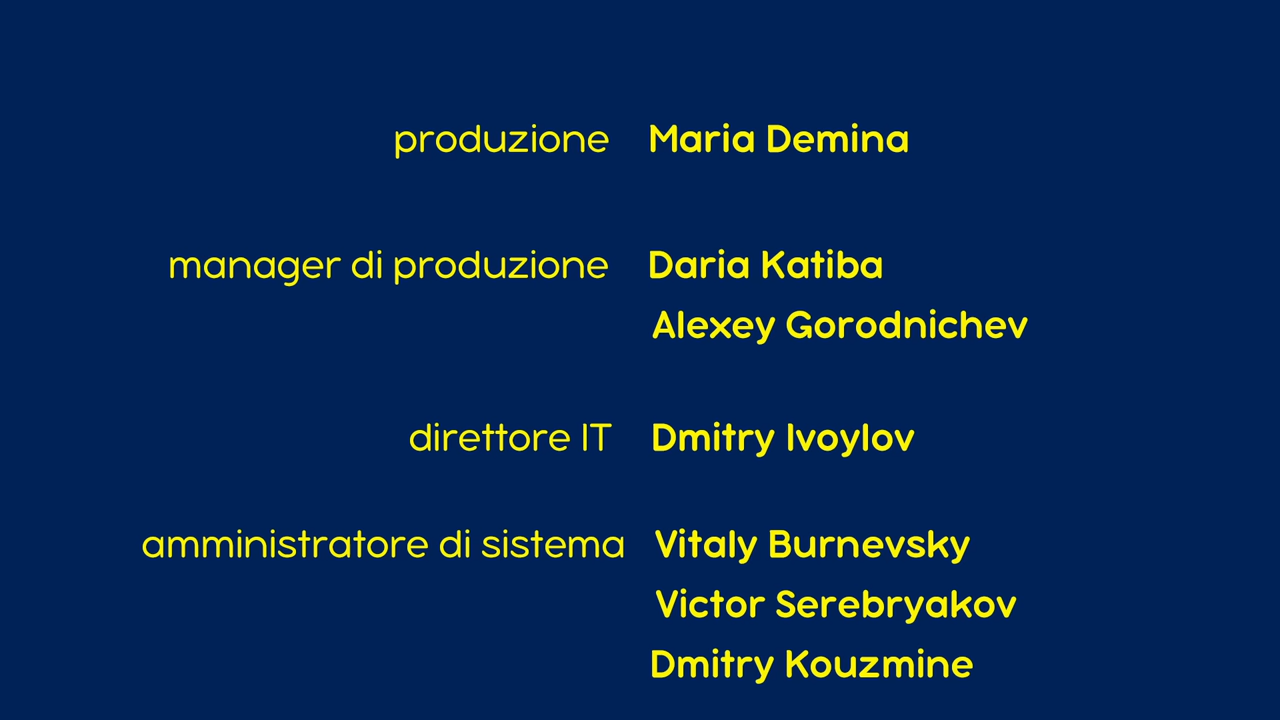 produzione Maria Demina
manager di produzione Daria Katiba
Alexey Gorodnichev
direttore IT Dmitry Ivoylov
amministratore di sistema Vitaly Burnevsky
Victor Serebryakov
Dmitry Kouzmine